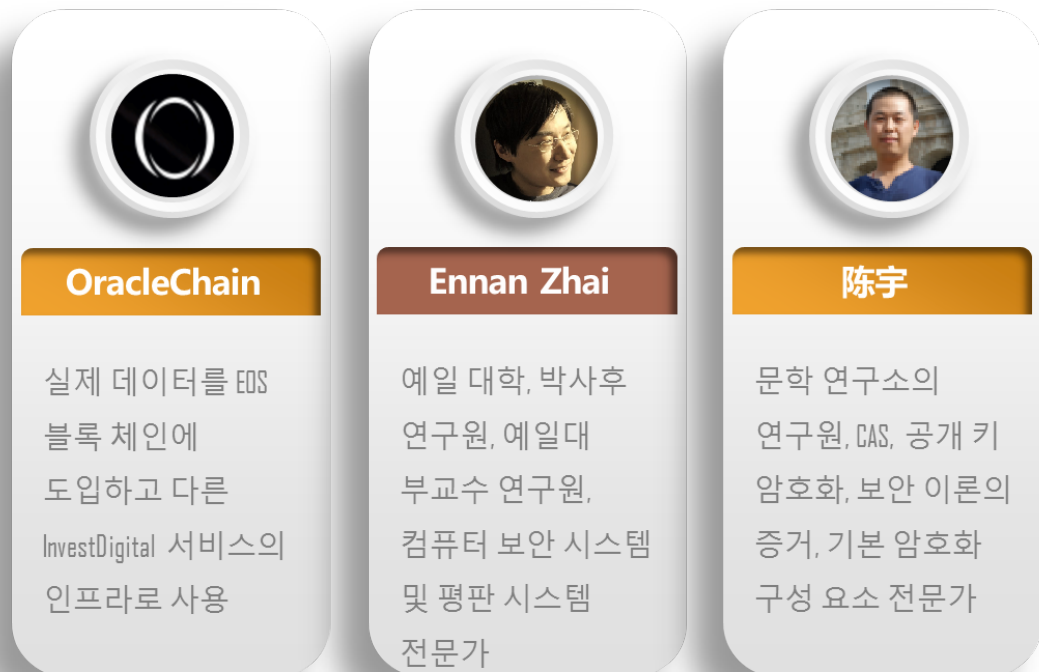 OracleChain
실제 데이터를 EOS
블록 체인에
도입하고 다른
InvestDigital 서비스의
인프라로 사용
Ennan Zhai
예일 대학, 박사후
연구원, 예일대
부교수 연구원,
컴퓨터 보안 시스템
및 평판 시스템
전문가
陈宇
문학 연구소의
연구원, CAS, 공개 키
암호화, 보안 이론의
증거, 기본 암호화
구성 요소 전문가